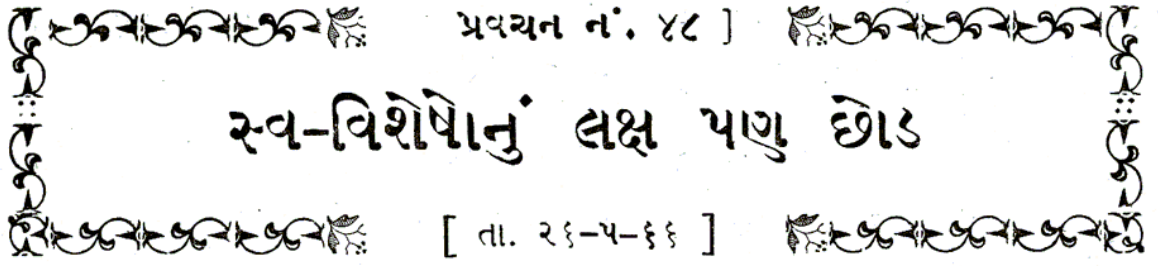 પ્રવચન નં. ૪૮ ]
સ્વ-વિશેષોનું લક્ષ પણ છોડ
[ તા. ૨૬-૫-૬૬ ]